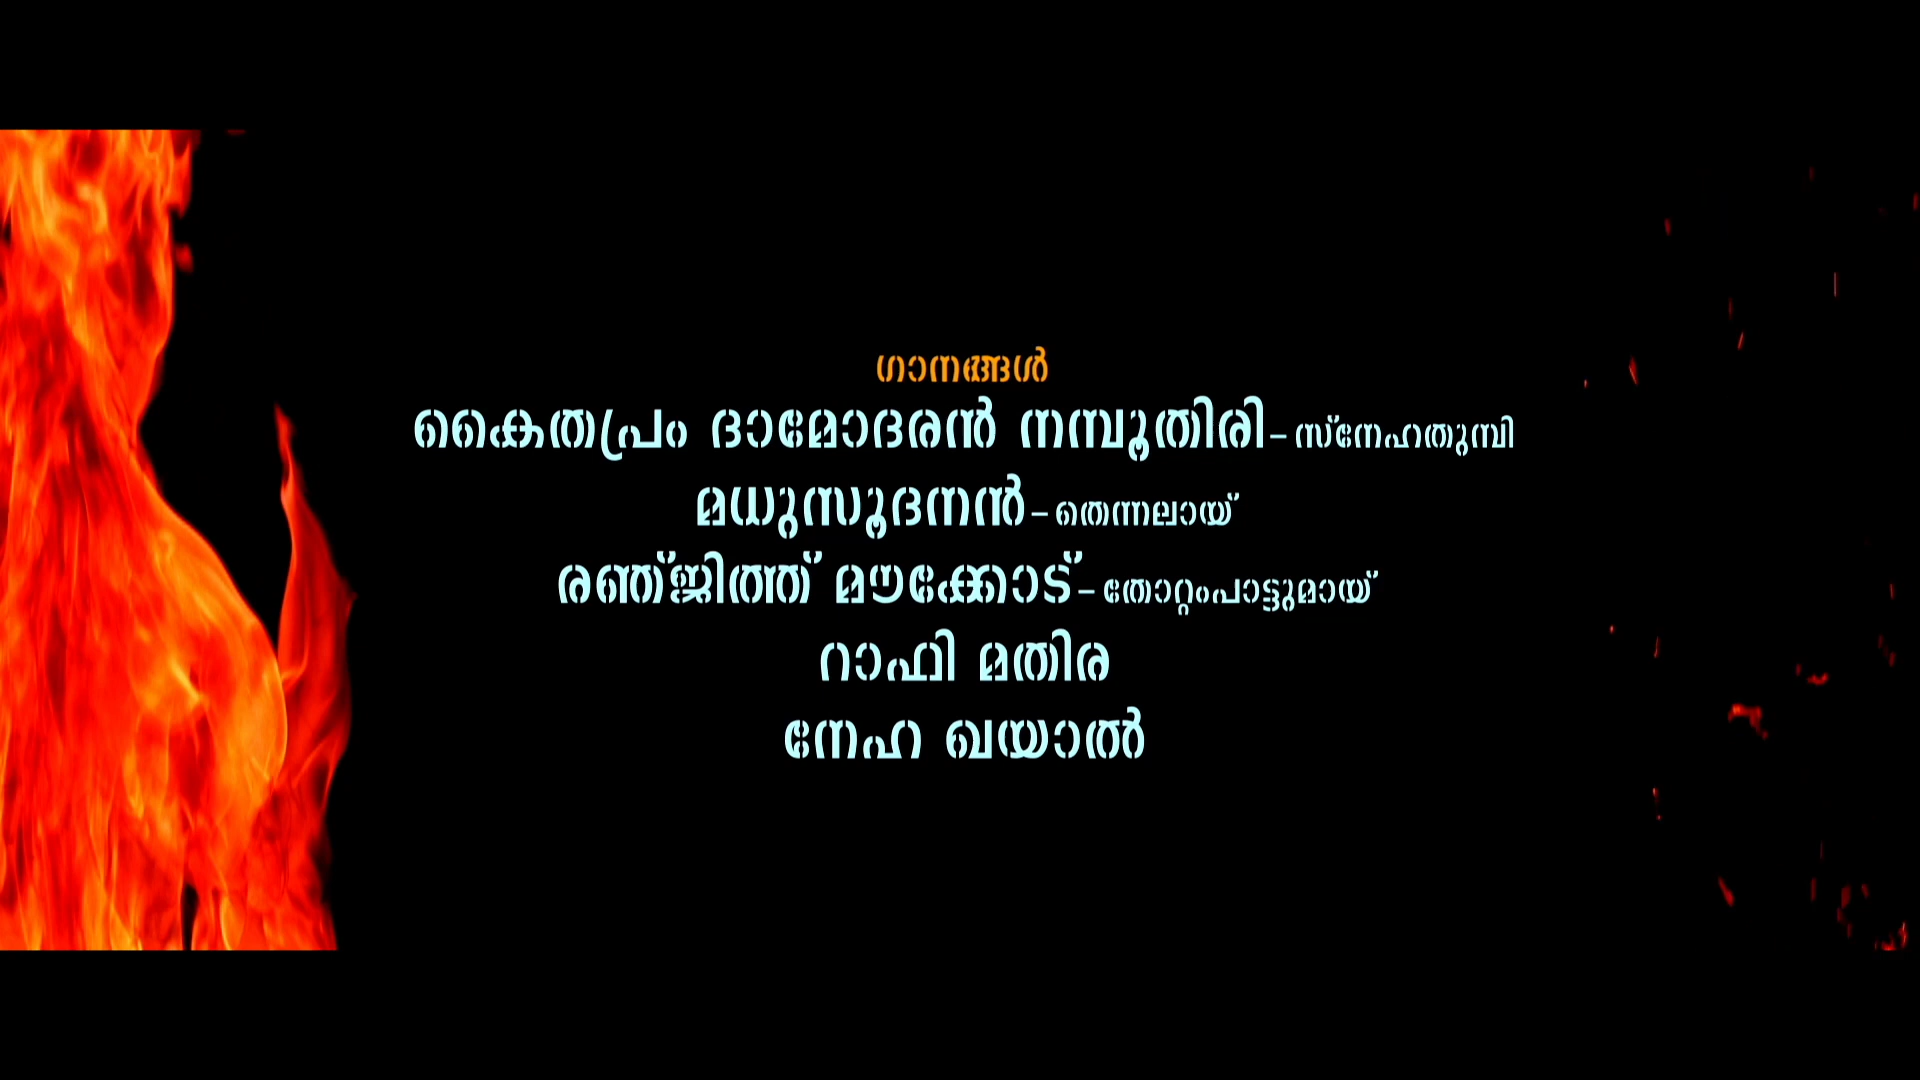 ഗാനങ്ങൾ
കൈതപ്രം ദാമോദരൻ നമ്പൂതിരി – സ്നേഹതുമ്പി
മധുസൂദനൻ – തെന്നലായ്
രഞ്ജിത്ത് മൗക്കോട് – തോറ്റംപാട്ടുമായ്
റാഫി മതിര
നേഹ ഖയാൽ